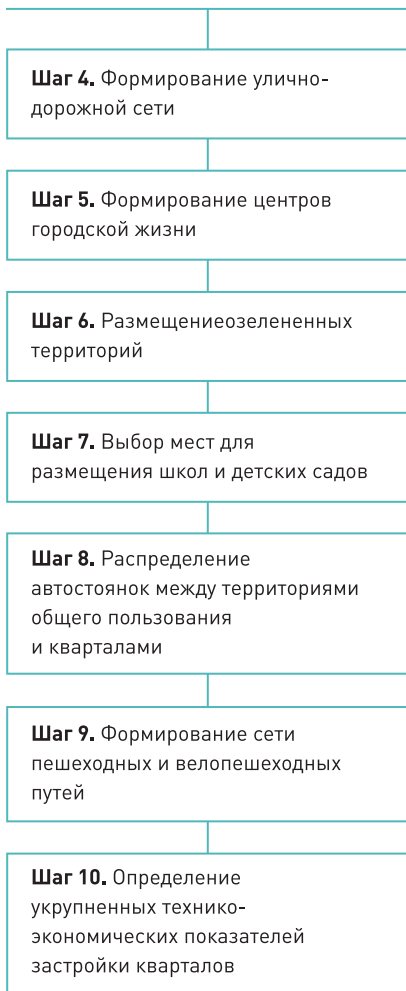 Шаг 4. Формирование улично-
дорожной сети
Шаг 5. Формирование центров
городской жизни
Шаг 6. Размещениеозелененных
территорий
Шаг 7. Выбор мест для
размещения школ и детских садов
Шаг 8. Распределение
автостоянок между территориями
общего пользования
и кварталами
Шаг 9. Формирование сети
пешеходных и велопешеходных
путей
Шаг 10. Определение
укрупненных технико-
экономических показателей
застройки кварталов